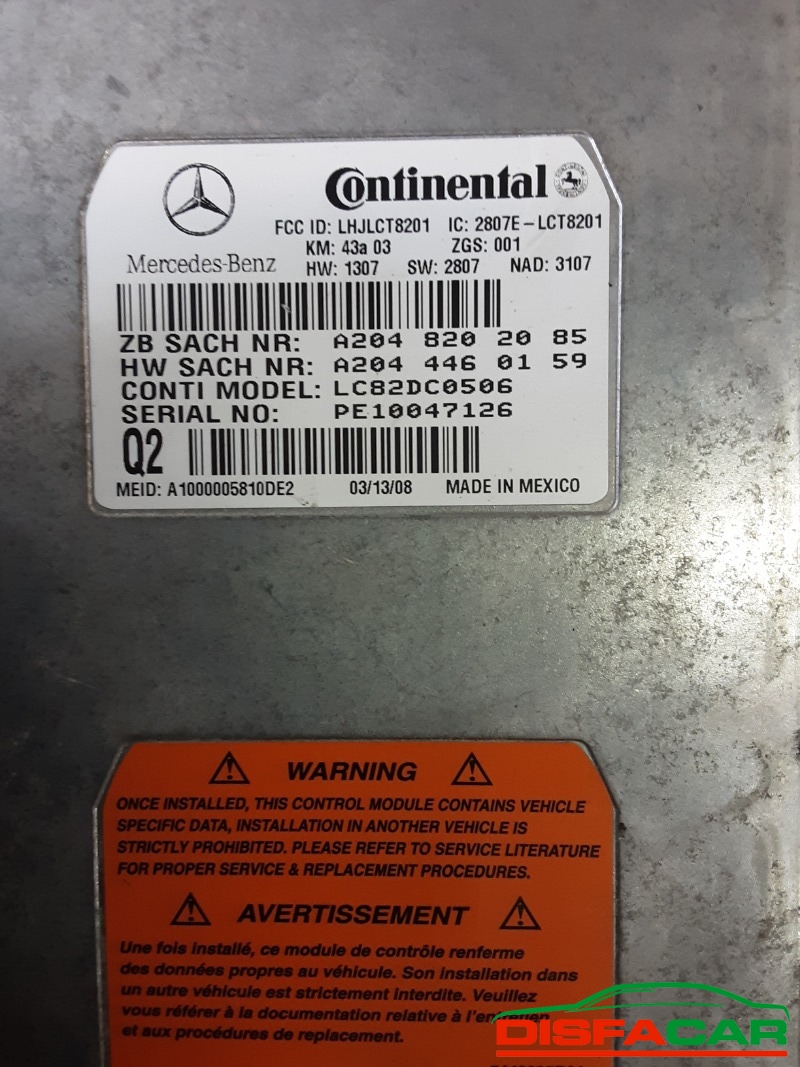 Continental
FCC ID: LHJLCT8201 IC: 2807E-LCT8201
KM: 43a 03 ZGS: 001
Mercedes-Benz HW: 1307 SW: 2807 NAD: 3107
ZB SACH NR: A204 820 20 85
HW SACH NR: A204 446 01 59
CONTI MODEL: LC82DC0506
SERIAL NO: PE10047126
Q2
MEID: A1000005810DE2 03/13/08 MADE IN MEXICO
WARNING
ONCE INSTALLED, THIS CONTROL MODULE CONTAINS VEHICLE
SPECIFIC DATA, INSTALLATION IN ANOTHER VEHICLE IS
STRICTLY PROHIBITED. PLEASE REFER TO SERVICE LITERATURE
FOR PROPER SERVICE & REPLACEMENT PROCEDURES.
AVERTISSEMENT
Une fois installé, ce module de contrôle renferme
des données propres au véhicule. Son installation dans
un autre véhicule est strictement interdite. Veuillez
vous référer à la documentation relative à l'entretien
et aux procédures de remplacement.
DISFACAR